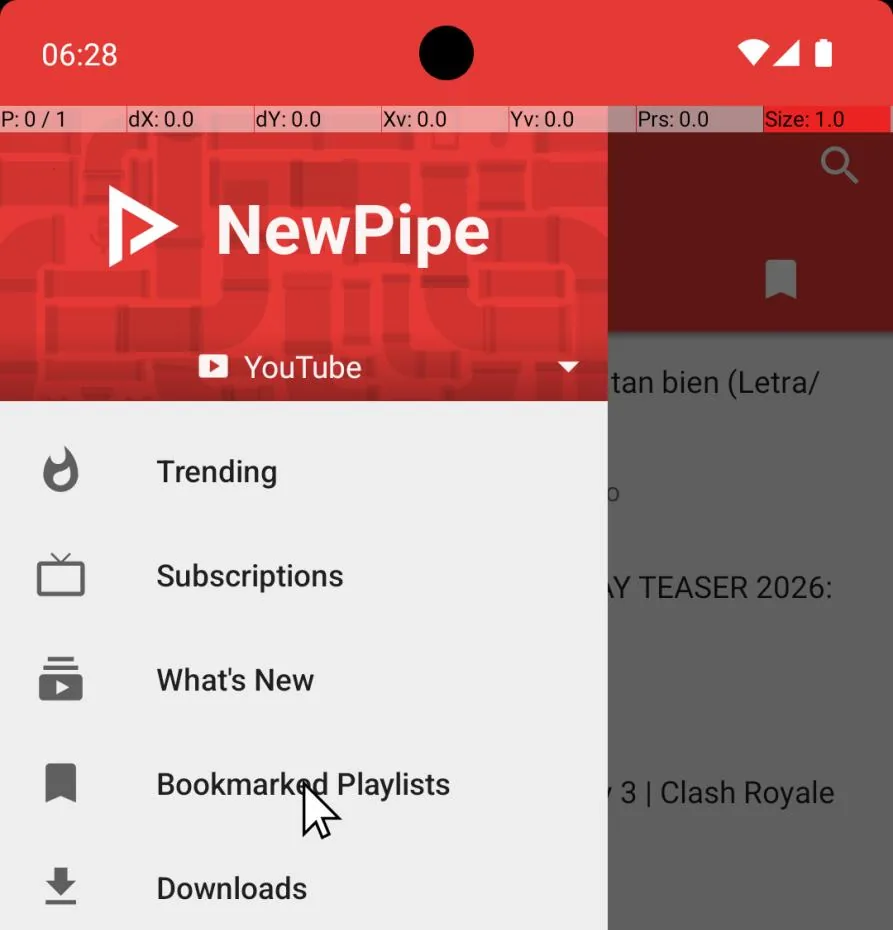 06:28
P: 0 / 1 dX: 0.0 dY: 0.0 Xv: 0.0 Yv: 0.0 Prs: 0.0 Size: 1.0
NewPipe
YouTube
tan bien (Letra/
Trending
o
Subscriptions
AY TEASER 2026:
What's New
Bookmarked Playlists
3 | Clash Royale
Downloads